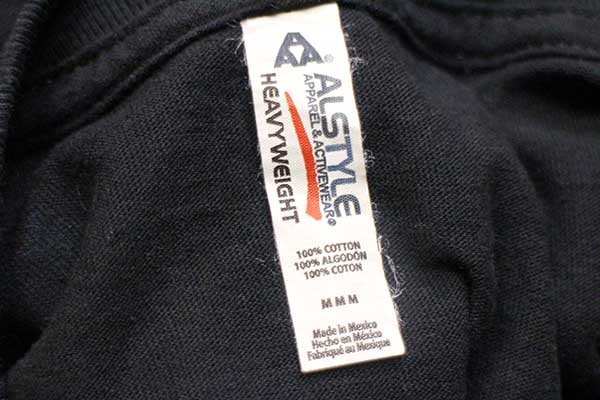 AA®
ALSTYLE
APPAREL & ACTIVEWEAR®
HEAVYWEIGHT
100% COTTON
100% ALGODÓN
100% COTON
M M M
Made in Mexico
Hecho en México
Fabriqué au Mexique